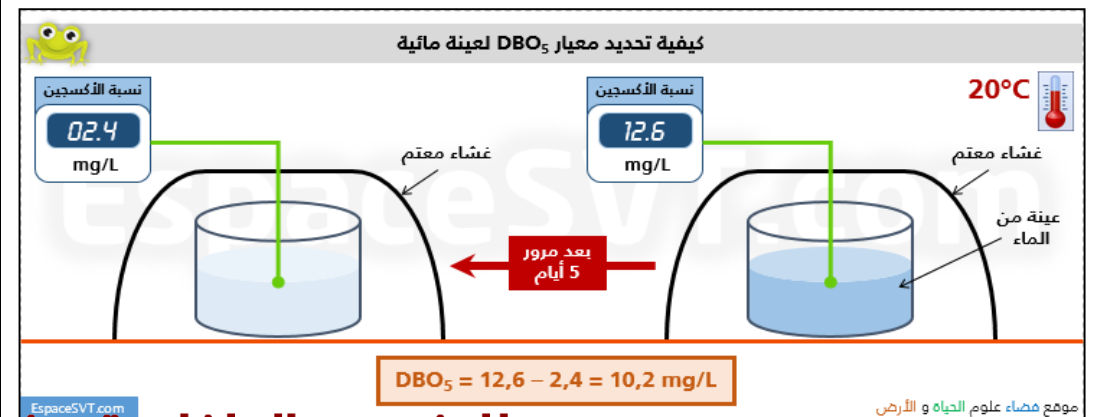 كيفية تحديد معيار DBO₅ لعينة مائية
20°C
نسبة الأكسجين
12.6
mg/L
غشاء معتم
عينة من
الماء
بعد مرور
5 أيام
نسبة الأكسجين
02.4
mg/L
غشاء معتم
DBO₅ = 12,6 – 2,4 = 10,2 mg/L
موقع فضاء علوم الحياة و الأرض
EspaceSVT.com
EspaceSVT.com